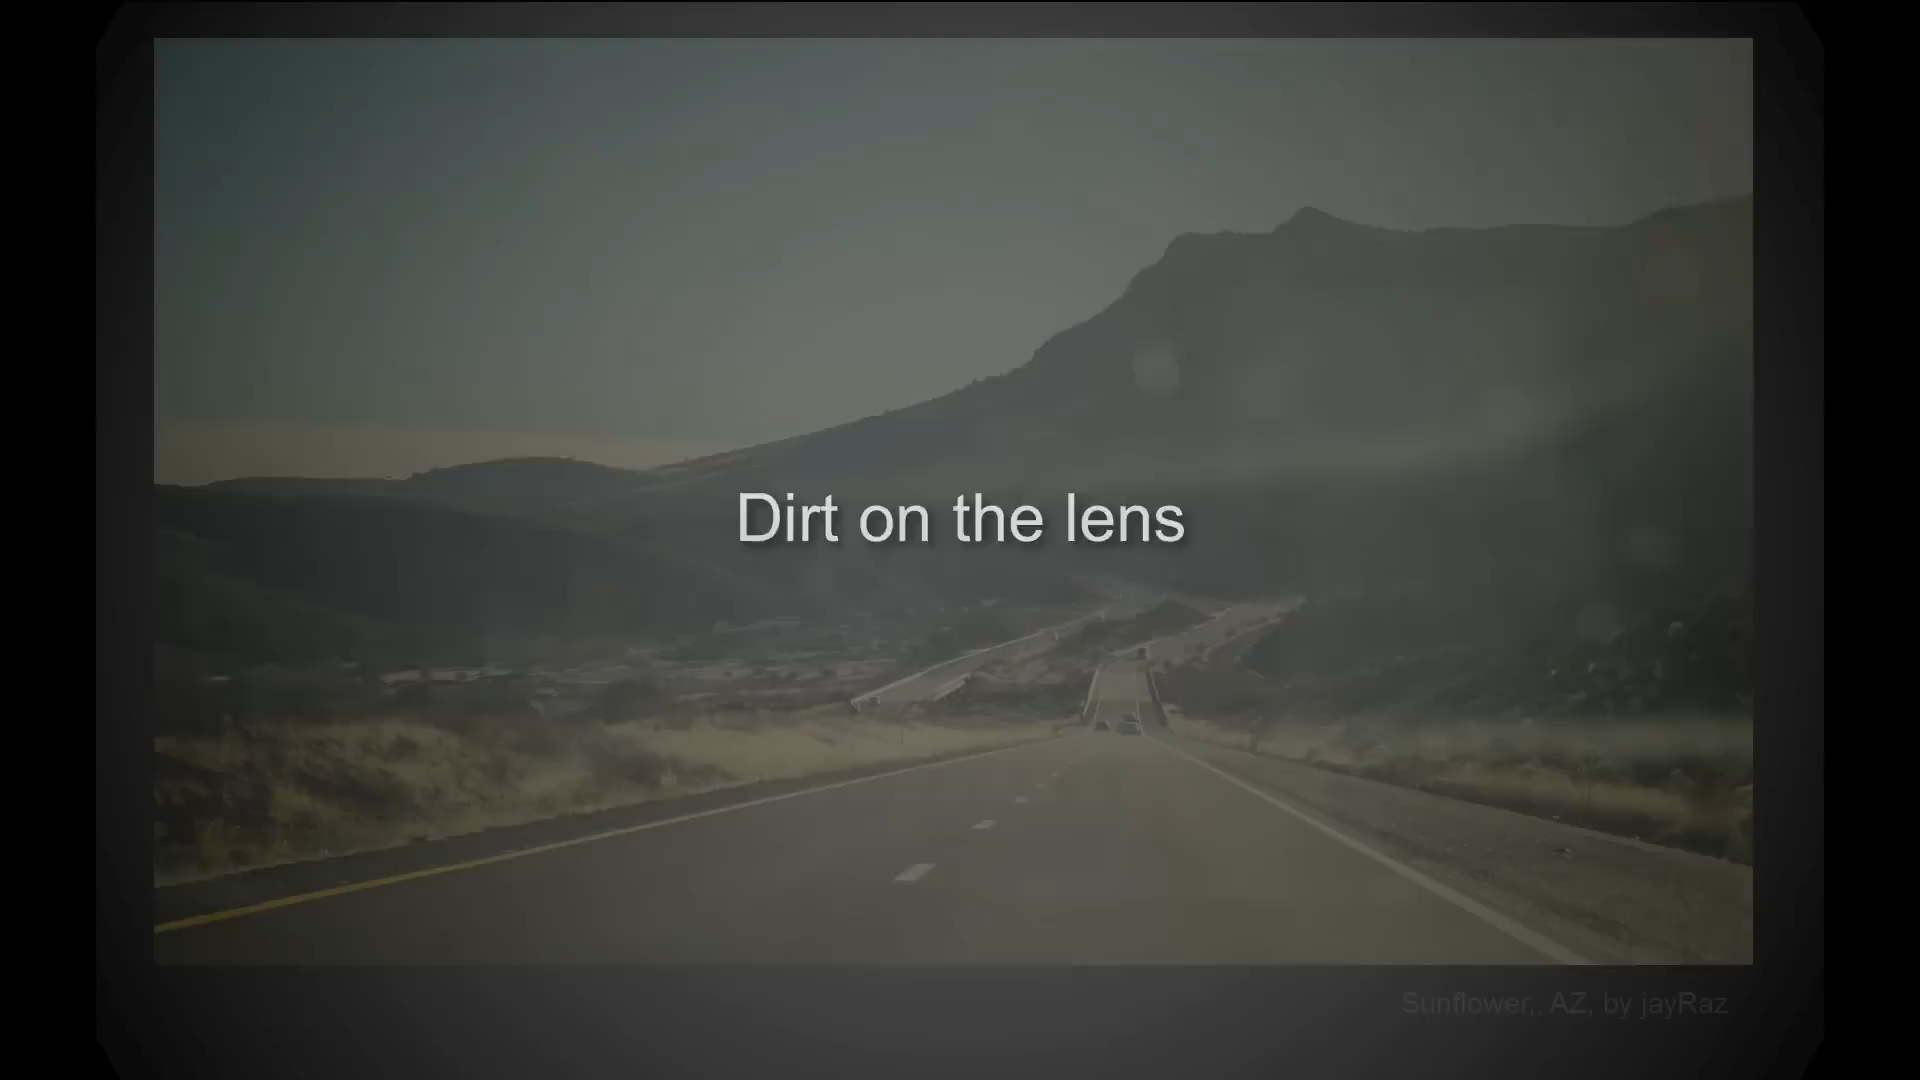 Dirt on the lens
Sunflower,, AZ, by jayRaz